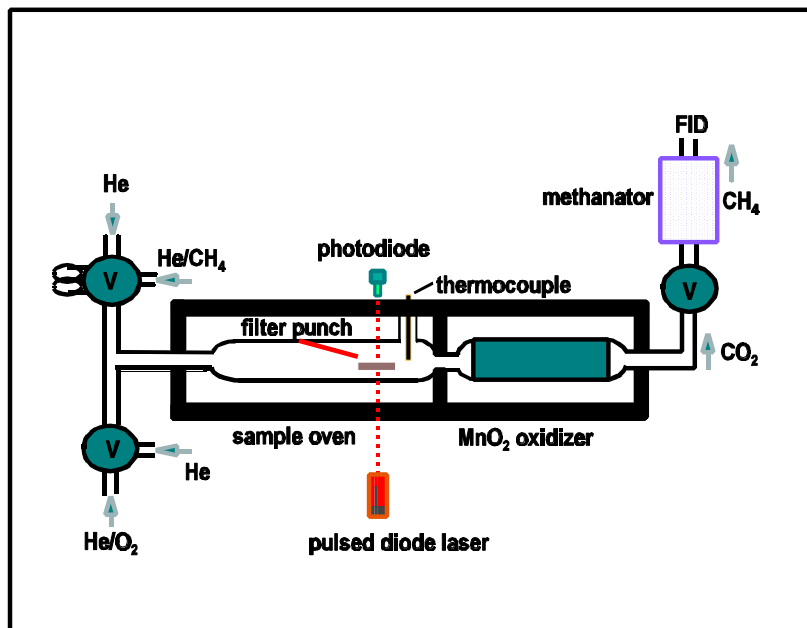 FID
He
methanator
CH₄
He/CH₄
V
photodiode
V
thermocouple
filter punch
CO₂
sample oven
MnO₂ oxidizer
V
He
He/O₂
pulsed diode laser